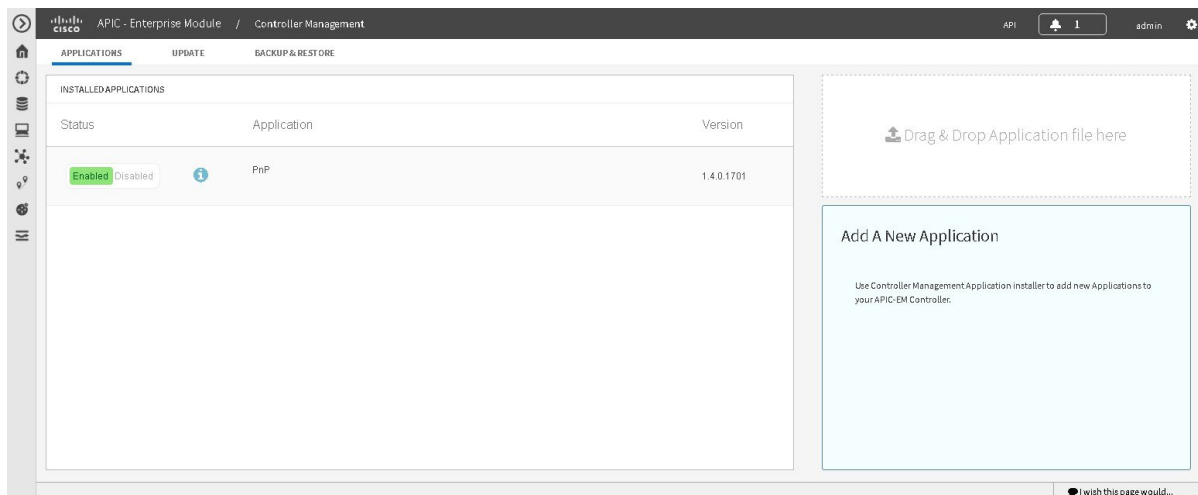 CISCO APIC - Enterprise Module / Controller Management API 1 admin
APPLICATIONS UPDATE BACKUP & RESTORE
INSTALLED APPLICATIONS
Status Application Version
Enabled Disabled PnP 1.4.0.1701
Drag & Drop Application file here
Add A New Application
Use Controller Management Application installer to add new Applications to
your APIC-EM Controller.
I wish this page would...